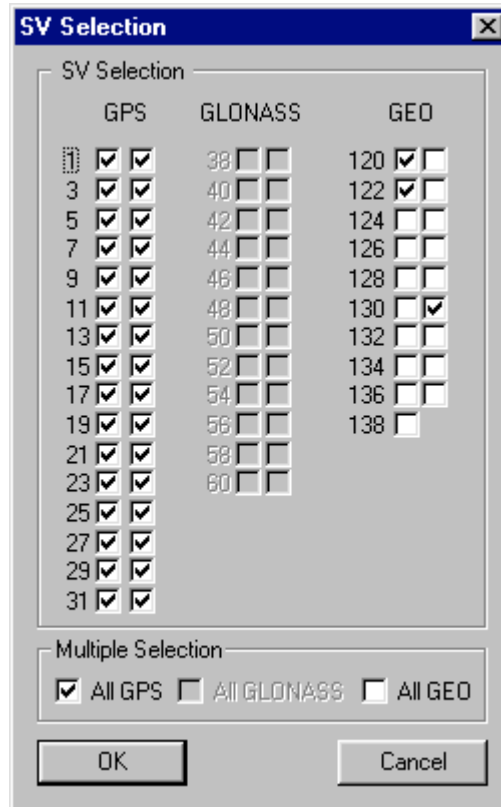 SV Selection
SV Selection
GPS GLONASS GEO
1 38 120
3 40 122
5 42 124
7 44 126
9 46 128
11 48 130
13 50 132
15 52 134
17 54 136
19 56 138
21 58
23 60
25
27
29
31
Multiple Selection
All GPS All GLONASS All GEO
OK Cancel